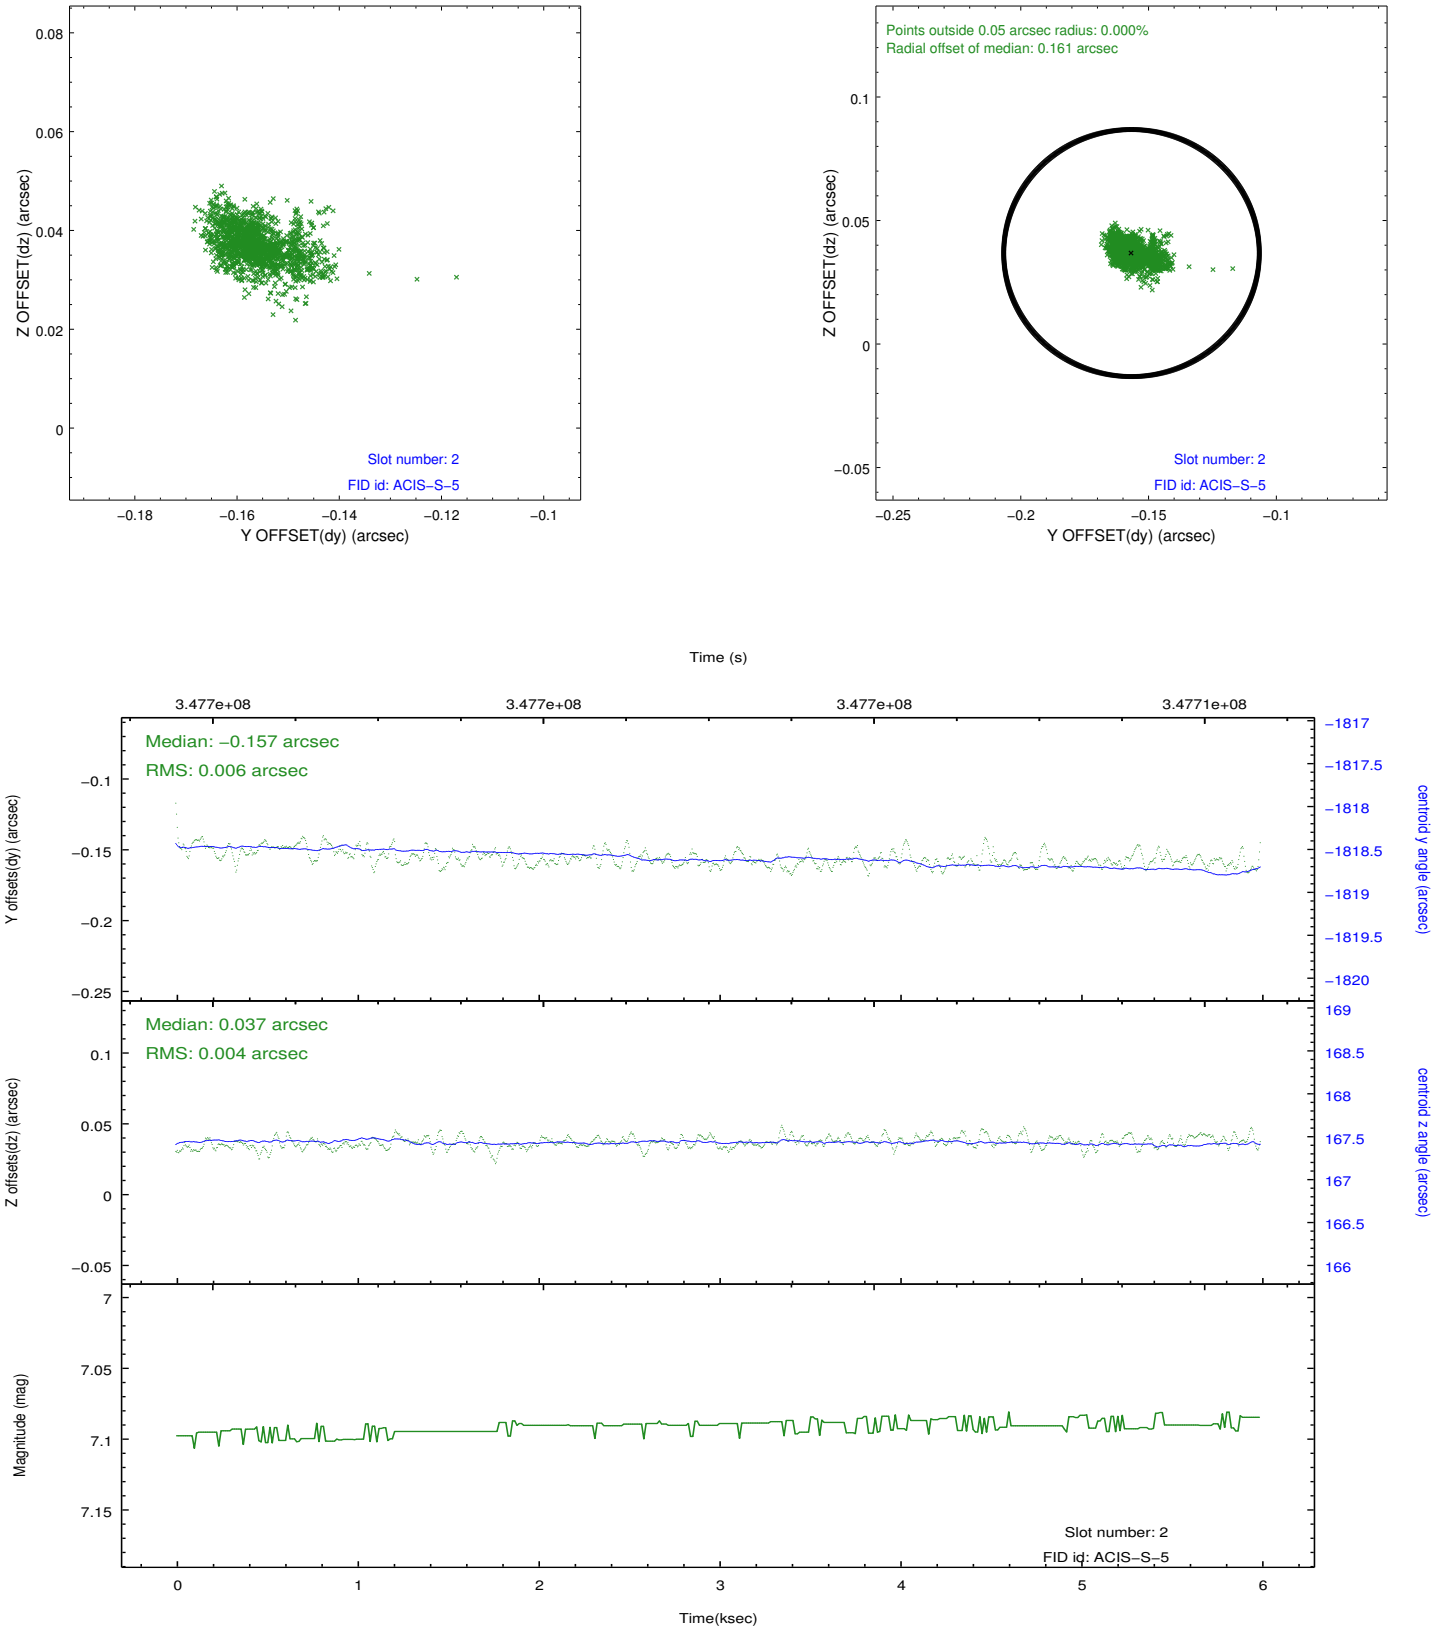 0.08
0.06
0.04
0.02
0
Z OFFSET(dz) (arcsec)
Slot number: 2
FID id: ACIS−S−5
−0.18
−0.16
−0.14
−0.12
−0.1
Y OFFSET(dy) (arcsec)
Points outside 0.05 arcsec radius: 0.000%
Radial offset of median: 0.161 arcsec
0.1
0.05
0
−0.05
Z OFFSET(dz) (arcsec)
Slot number: 2
FID id: ACIS−S−5
−0.25
−0.2
−0.15
−0.1
Y OFFSET(dy) (arcsec)
Time (s)
3.477e+08
3.477e+08
3.477e+08
3.4771e+08
Median: −0.157 arcsec
RMS: 0.006 arcsec
−0.1
−0.15
−0.2
−0.25
Y offsets(dy) (arcsec)
−1817
−1817.5
−1818
−1818.5
−1819
−1819.5
−1820
centroid y angle (arcsec)
Median: 0.037 arcsec
RMS: 0.004 arcsec
0.1
0.05
0
−0.05
Z offsets(dz) (arcsec)
169
168.5
168
167.5
167
166.5
166
centroid z angle (arcsec)
7
7.05
7.1
7.15
Magnitude (mag)
Slot number: 2
FID id: ACIS−S−5
0
1
2
3
4
5
6
Time(ksec)